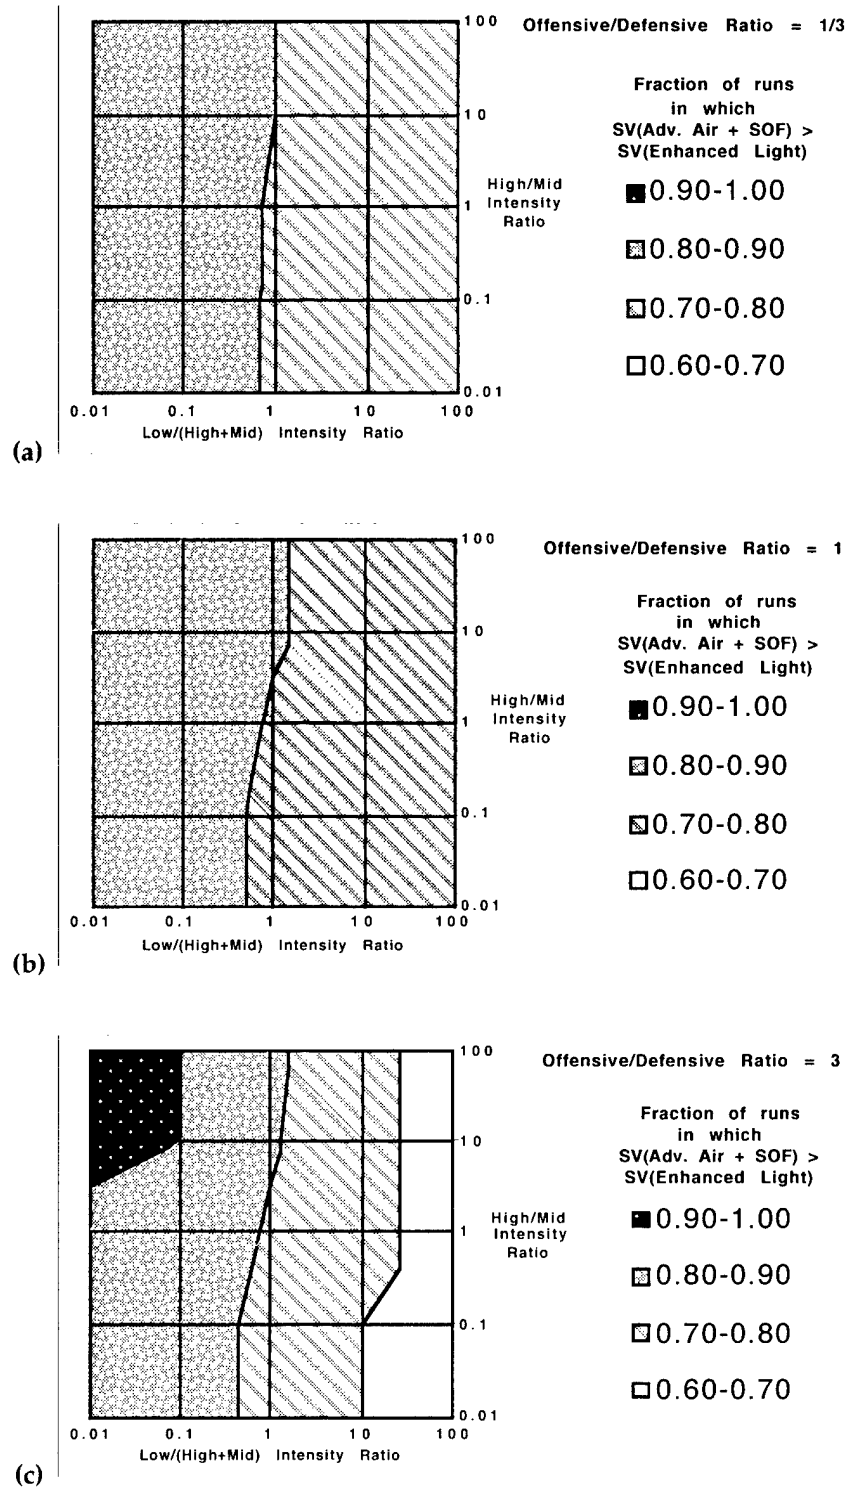 100
Offensive/Defensive Ratio = 1/3
Fraction of runs
in which
SV(Adv. Air + SOF) >
SV(Enhanced Light)
10
High/Mid
Intensity
Ratio
0.90-1.00
1
0.80-0.90
0.1
0.70-0.80
0.60-0.70
0.01
0.01 0.1 1 10 100
Low/(High+Mid) Intensity Ratio
(a)
100
Offensive/Defensive Ratio = 1
Fraction of runs
in which
SV(Adv. Air + SOF) >
SV(Enhanced Light)
10
High/Mid
Intensity
Ratio
0.90-1.00
1
0.80-0.90
0.1
0.70-0.80
0.60-0.70
0.01
0.01 0.1 1 10 100
Low/(High+Mid) Intensity Ratio
(b)
100
Offensive/Defensive Ratio = 3
Fraction of runs
in which
SV(Adv. Air + SOF) >
SV(Enhanced Light)
10
High/Mid
Intensity
Ratio
0.90-1.00
1
0.80-0.90
0.1
0.70-0.80
0.60-0.70
0.01
0.01 0.1 1 10 100
Low/(High+Mid) Intensity Ratio
(c)